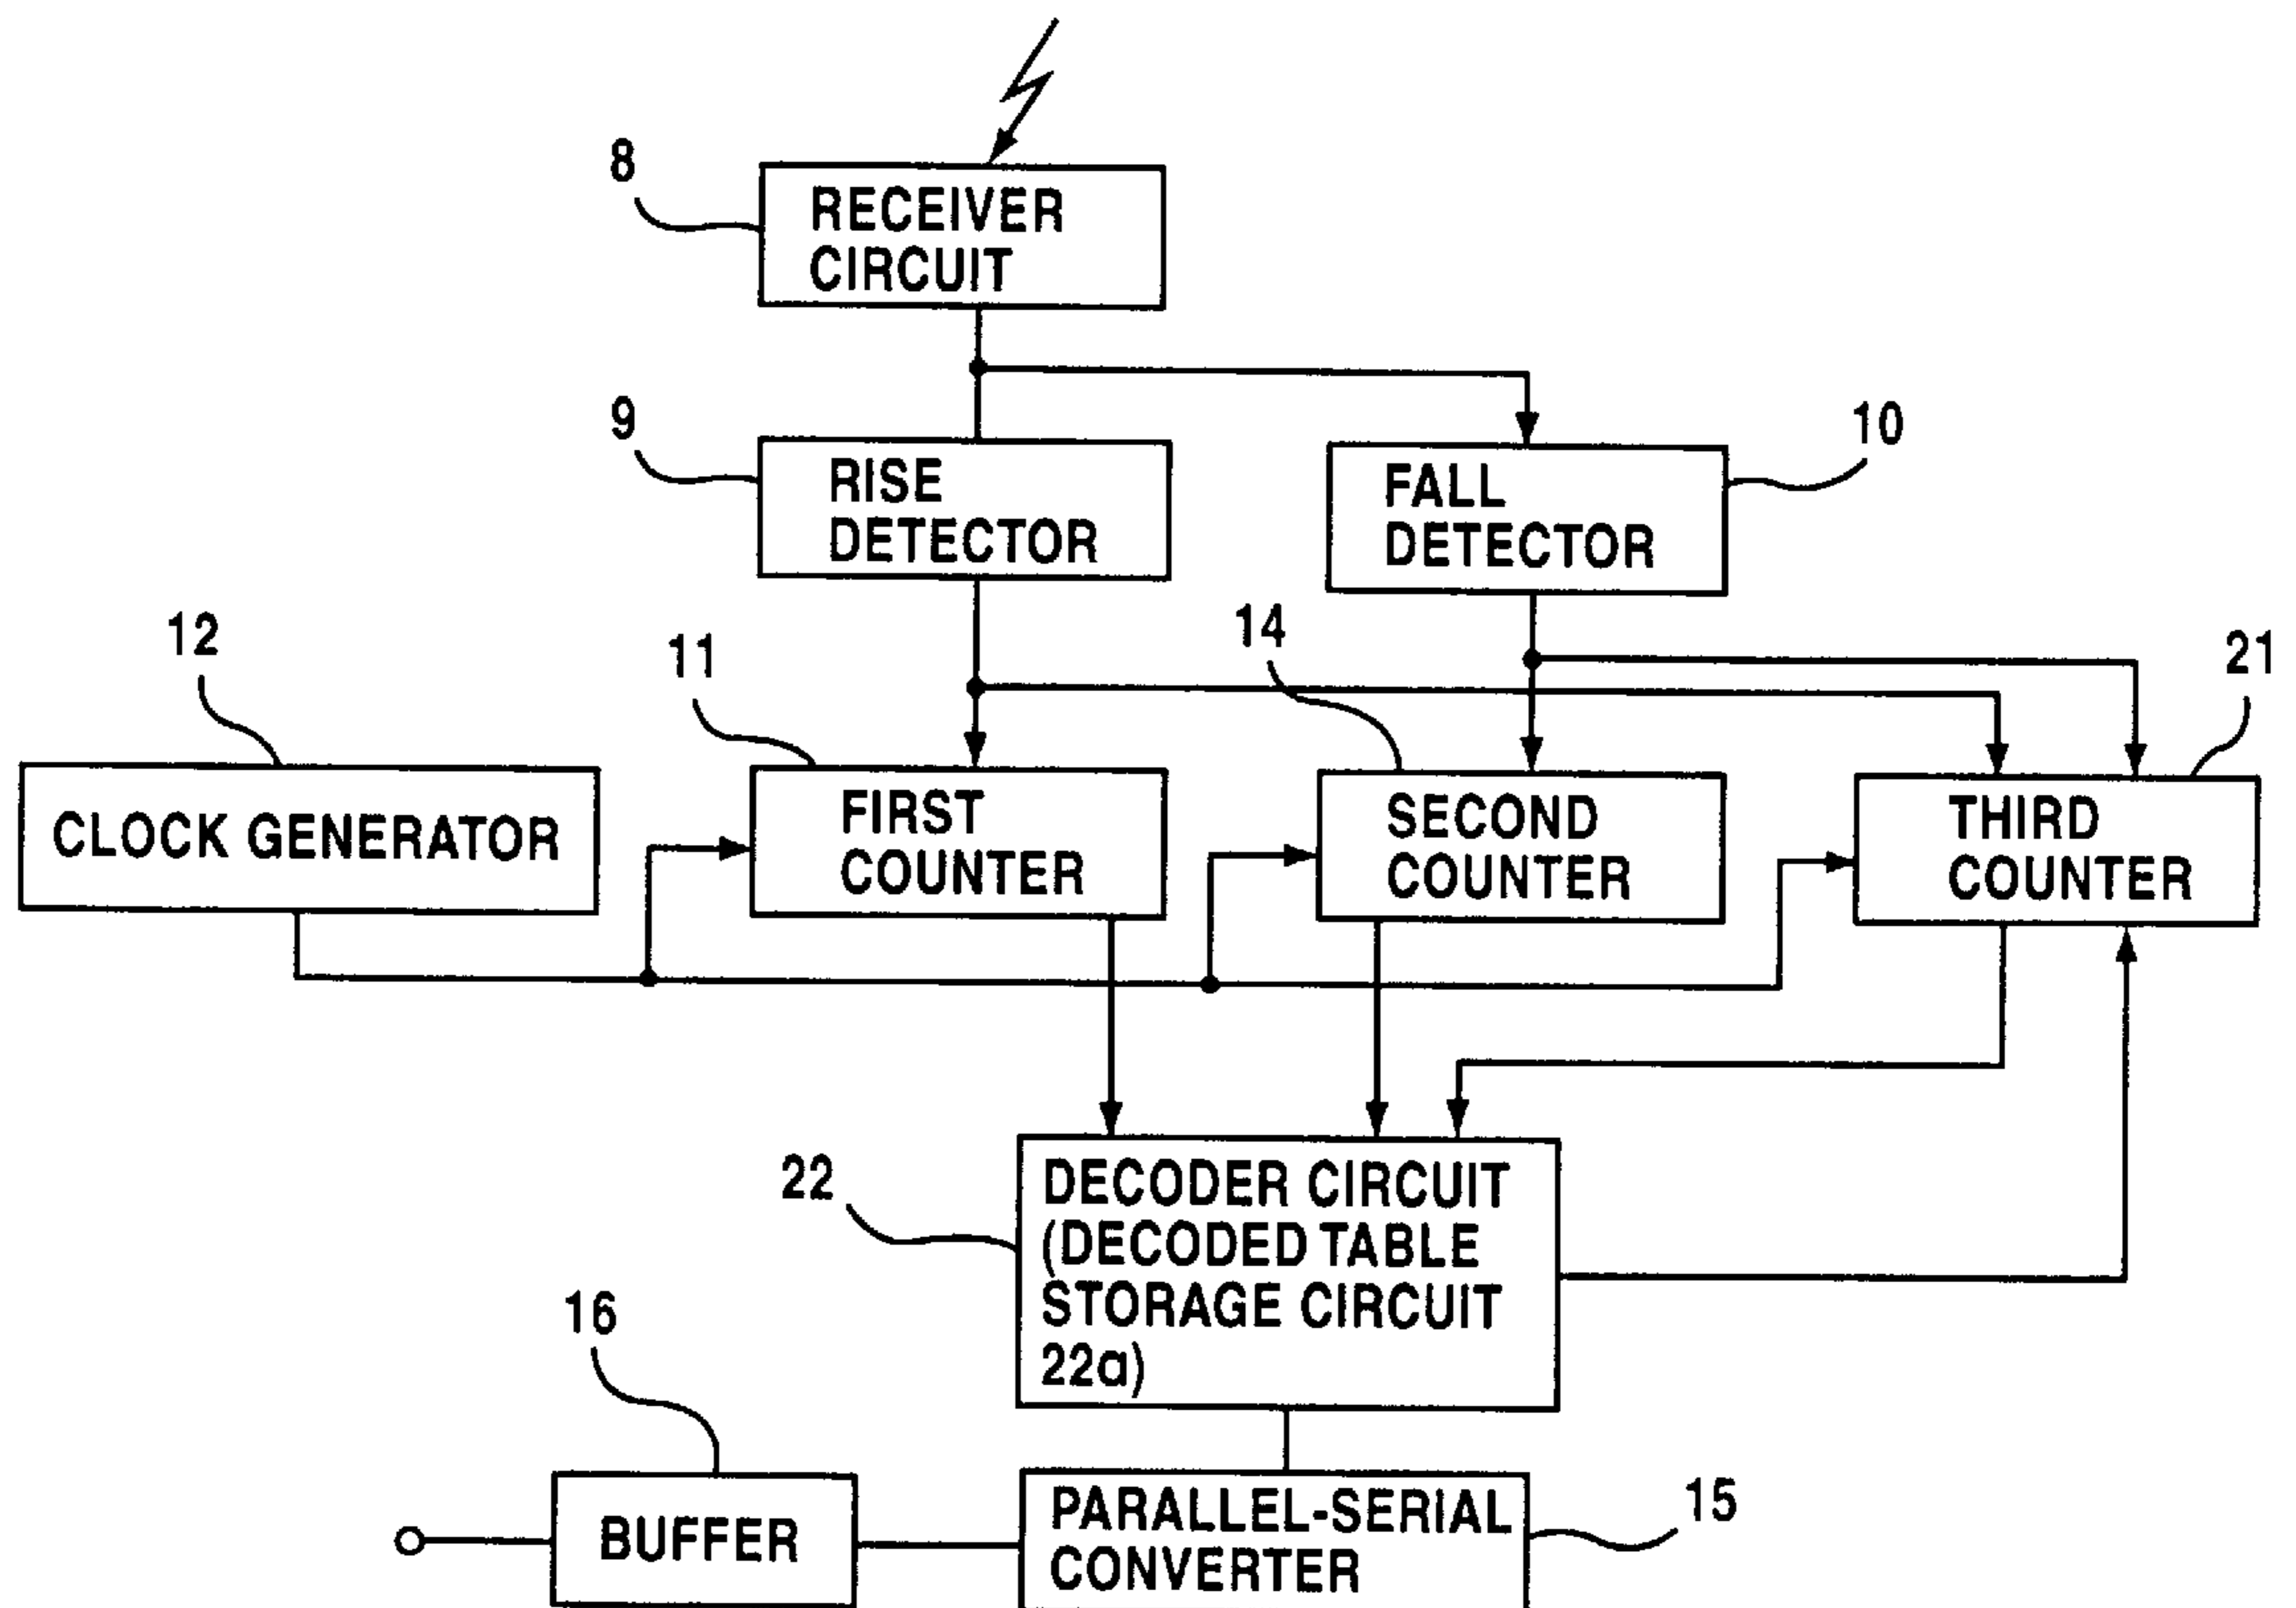 8
RECEIVER
CIRCUIT
9
RISE
DETECTOR
10
FALL
DETECTOR
12
CLOCK GENERATOR
11
FIRST
COUNTER
14
SECOND
COUNTER
21
THIRD
COUNTER
22
DECODER CIRCUIT
(DECODED TABLE
STORAGE CIRCUIT
22a)
16
BUFFER
PARALLEL-SERIAL
CONVERTER
15